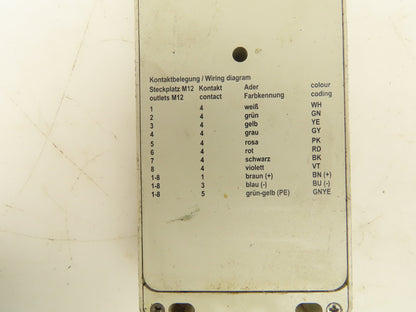 Kontaktbelegung / Wiring diagram
Steckplatz M12 Kontakt Ader colour
outlets M12 contact Farbkennung coding
1 4 weiß WH
2 4 grün GN
3 4 gelb YE
4 4 grau GY
5 4 rosa PK
6 4 rot RD
7 4 schwarz BK
8 4 violett VT
1-8 1 braun (+) BN (+)
1-8 3 blau (-) BU (-)
1-8 5 grün-gelb (PE) GNYE